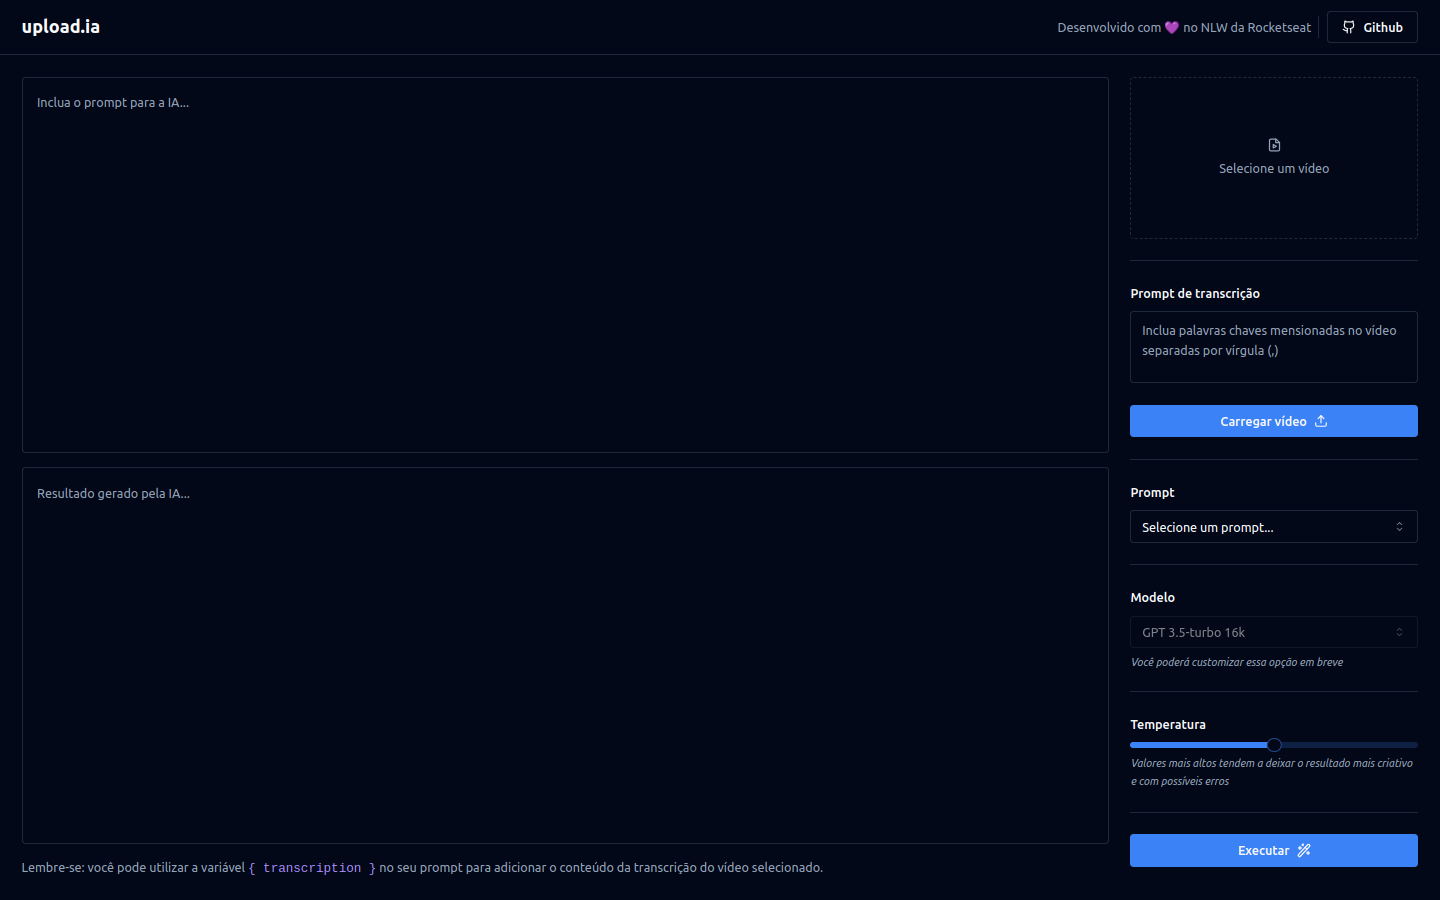 upload.ia
Desenvolvido com 💜 no NLW da Rocketseat
Github
Inclua o prompt para a IA...
Resultado gerado pela IA...
Lembre-se: você pode utilizar a variável { transcription } no seu prompt para adicionar o conteúdo da transcrição do vídeo selecionado.
Selecione um vídeo
Prompt de transcrição
Inclua palavras chaves mensionadas no vídeo
separadas por vírgula (,)
Carregar vídeo
Prompt
Selecione um prompt...
Modelo
GPT 3.5-turbo 16k
Você poderá customizar essa opção em breve
Temperatura
Valores mais altos tendem a deixar o resultado mais criativo
e com possíveis erros
Executar